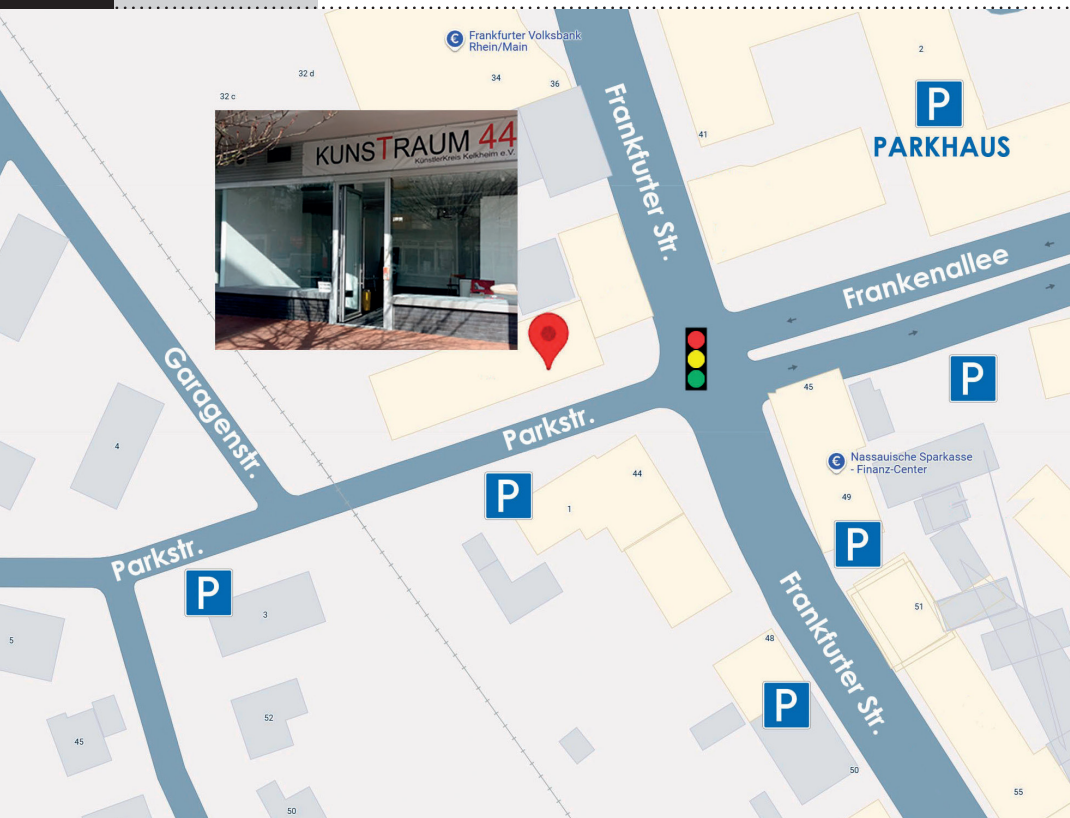 Frankfurter Volksbank
Rhein/Main
32 d
34
36
2
32 c
P
PARKHAUS
41
KUNSTRAUM 44
KünstlerKreis Kelkheim e.V.
Frankfurter Str.
Frankenallee
Garagenstr.
45
P
Parkstr.
4
44
Nassauische Sparkasse
- Finanz-Center
P
1
49
P
Parkstr.
P
3
51
5
Frankfurter Str.
48
P
52
45
50
55
50